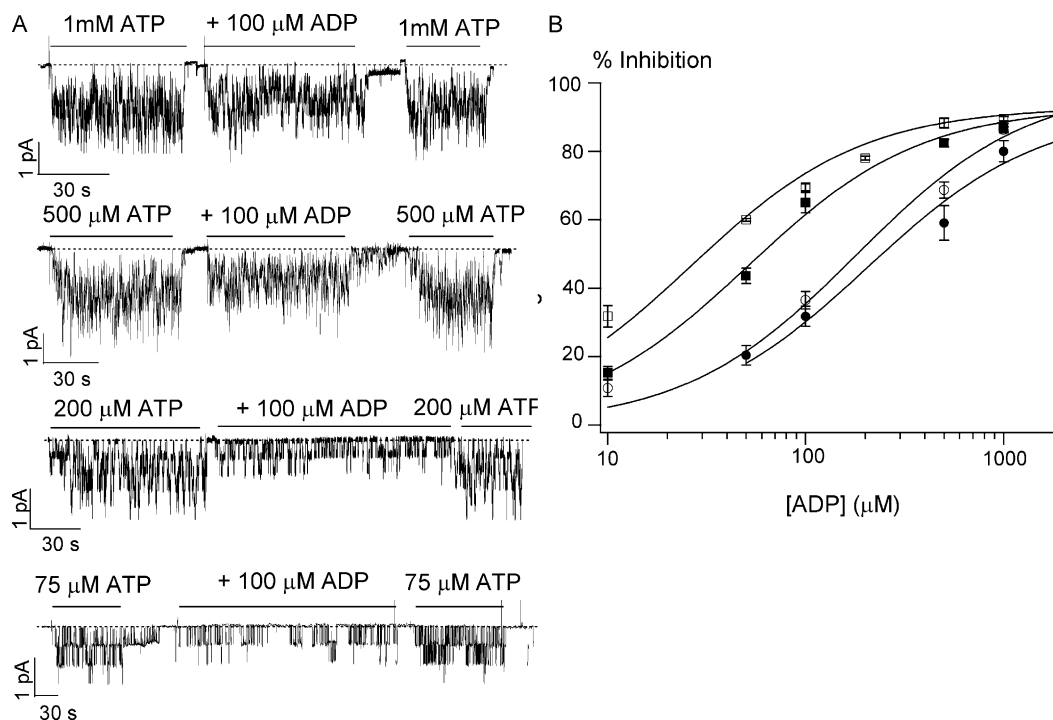 A
1mM ATP + 100 μM ADP 1mM ATP
1 pA
30 s
500 μM ATP + 100 μM ADP 500 μM ATP
1 pA
30 s
200 μM ATP + 100 μM ADP 200 μM ATP
1 pA
30 s
75 μM ATP + 100 μM ADP 75 μM ATP
1 pA
30 s
B
% Inhibition
100
80
60
40
20
0
10 100 1000
[ADP] (μM)